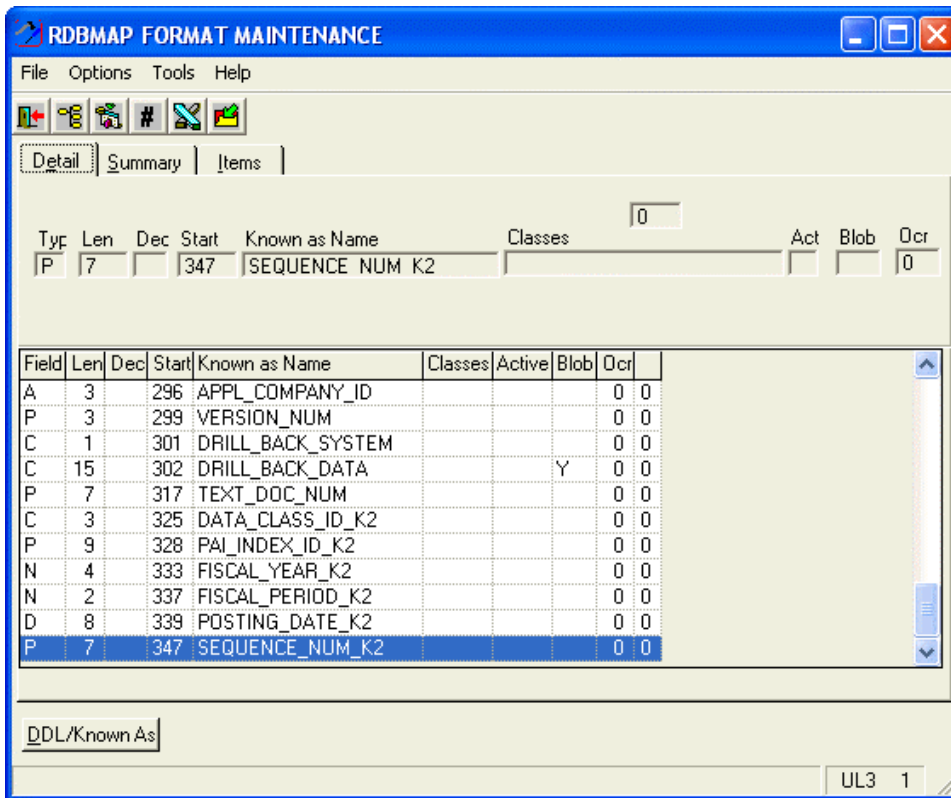 RDBMAP FORMAT MAINTENANCE
File Options Tools Help
#
Detail Summary Items
0
Typ Len Dec Start Known as Name Classes Act Blob Ocr
P 7 347 SEQUENCE_NUM_K2 0
Field Len Dec Start Known as Name Classes Active Blob Ocr
A 3 296 APPL_COMPANY_ID 0 0
P 3 299 VERSION_NUM 0 0
C 1 301 DRILL_BACK_SYSTEM 0 0
C 15 302 DRILL_BACK_DATA Y 0 0
P 7 317 TEXT_DOC_NUM 0 0
C 3 325 DATA_CLASS_ID_K2 0 0
P 9 328 PAI_INDEX_ID_K2 0 0
N 4 333 FISCAL_YEAR_K2 0 0
N 2 337 FISCAL_PERIOD_K2 0 0
D 8 339 POSTING_DATE_K2 0 0
P 7 347 SEQUENCE_NUM_K2 0 0
DDL/Known As
UL3 1